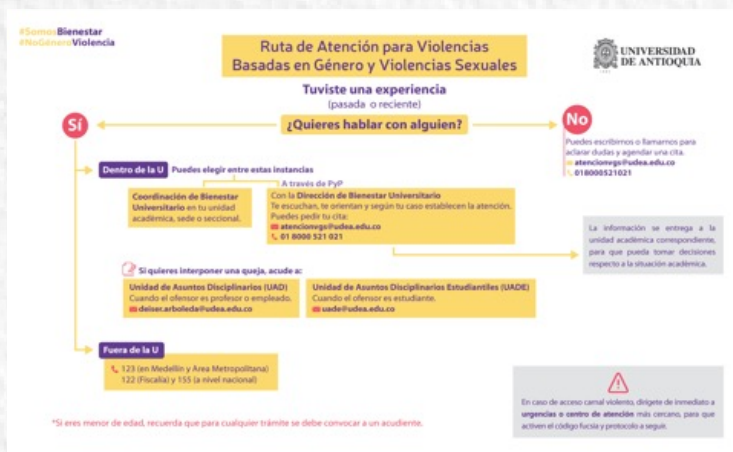 #SomosBienestar
#NoGéneroViolencia
Ruta de Atención para Violencias
Basadas en Género y Violencias Sexuales
UNIVERSIDAD
DE ANTIOQUIA
Tuviste una experiencia
(pasada o reciente)
Sí
¿Quieres hablar con alguien?
No
Puedes escribirnos o llamarnos para
aclarar dudas y agendar una cita.
atencionvgs@udea.edu.co
018000521021
Dentro de la U
Puedes elegir entre estas instancias
A través de PyP
Coordinación de Bienestar
Universitario en tu unidad
académica, sede o seccional.
Con la Dirección de Bienestar Universitario
Te escuchan, te orientan y según tu caso establecen la atención.
Puedes pedir tu cita:
atencionvgs@udea.edu.co
01 8000 521 021
La información se entrega a la
unidad académica correspondiente,
para que pueda tomar decisiones
respecto a la situación académica.
Si quieres interponer una queja, acude a:
Unidad de Asuntos Disciplinarios (UAD)
Cuando el ofensor es profesor o empleado.
deiser.arboleda@udea.edu.co
Unidad de Asuntos Disciplinarios Estudiantiles (UADE)
Cuando el ofensor es estudiante.
uade@udea.edu.co
Fuera de la U
123 (en Medellín y Área Metropolitana)
122 (Fiscalía) y 155 (a nivel nacional)
En caso de acceso carnal violento, dirígete de inmediato a
urgencias o centro de atención más cercano, para que
activen el código fucsia y protocolo a seguir.
*Si eres menor de edad, recuerda que para cualquier trámite se debe convocar a un acudiente.